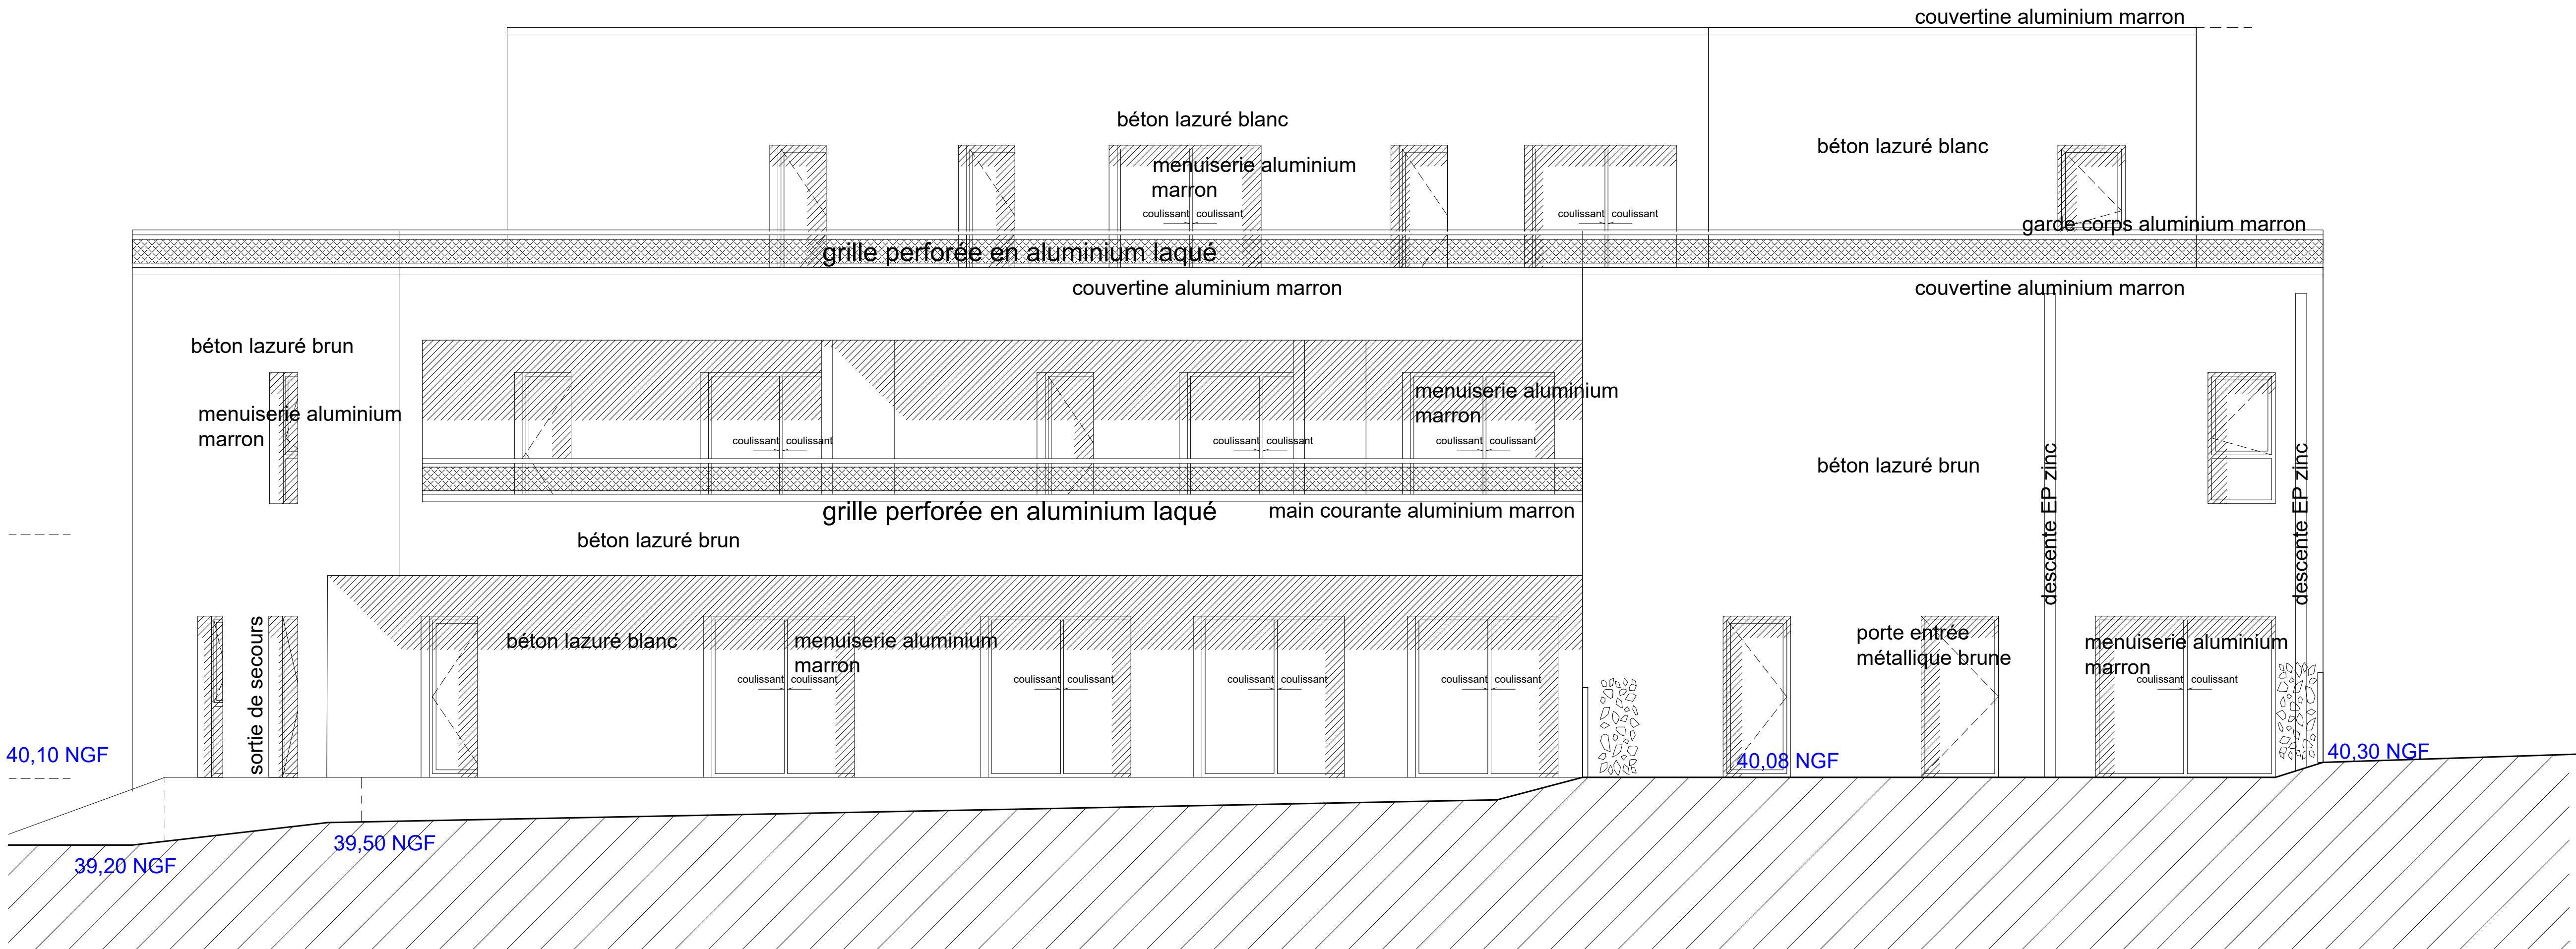 couvertine aluminium marron
béton lazuré blanc
béton lazuré blanc
menuiserie aluminium
marron
coulissant coulissant
coulissant coulissant
garde corps aluminium marron
grille perforée en aluminium laqué
couvertine aluminium marron
couvertine aluminium marron
béton lazuré brun
menuiserie aluminium
marron
menuiserie aluminium
marron
coulissant coulissant
coulissant coulissant
coulissant coulissant
béton lazuré brun
descente EP zinc
descente EP zinc
grille perforée en aluminium laqué
main courante aluminium marron
béton lazuré brun
sortie de secours
béton lazuré blanc
menuiserie aluminium
marron
porte entrée
métallique brune
menuiserie aluminium
marron
coulissant coulissant
coulissant coulissant
coulissant coulissant
coulissant coulissant
coulissant coulissant
40,10 NGF
40,08 NGF
40,30 NGF
39,50 NGF
39,20 NGF